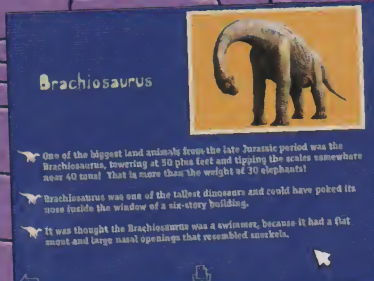 Brachiosaurus
One of the biggest land animals from the late Jurassic period was the
Brachiosaurus, towering at 50 plus feet and tipping the scales somewhere
near 40 tons! That is more than the weight of 30 elephants!
Brachiosaurus was one of the tallest dinosaurs and could have poked its
nose inside the window of a six-story building.
It was thought the Brachiosaurus was a swimmer, because it had a flat
snout and large nasal openings that resembled snorkels.